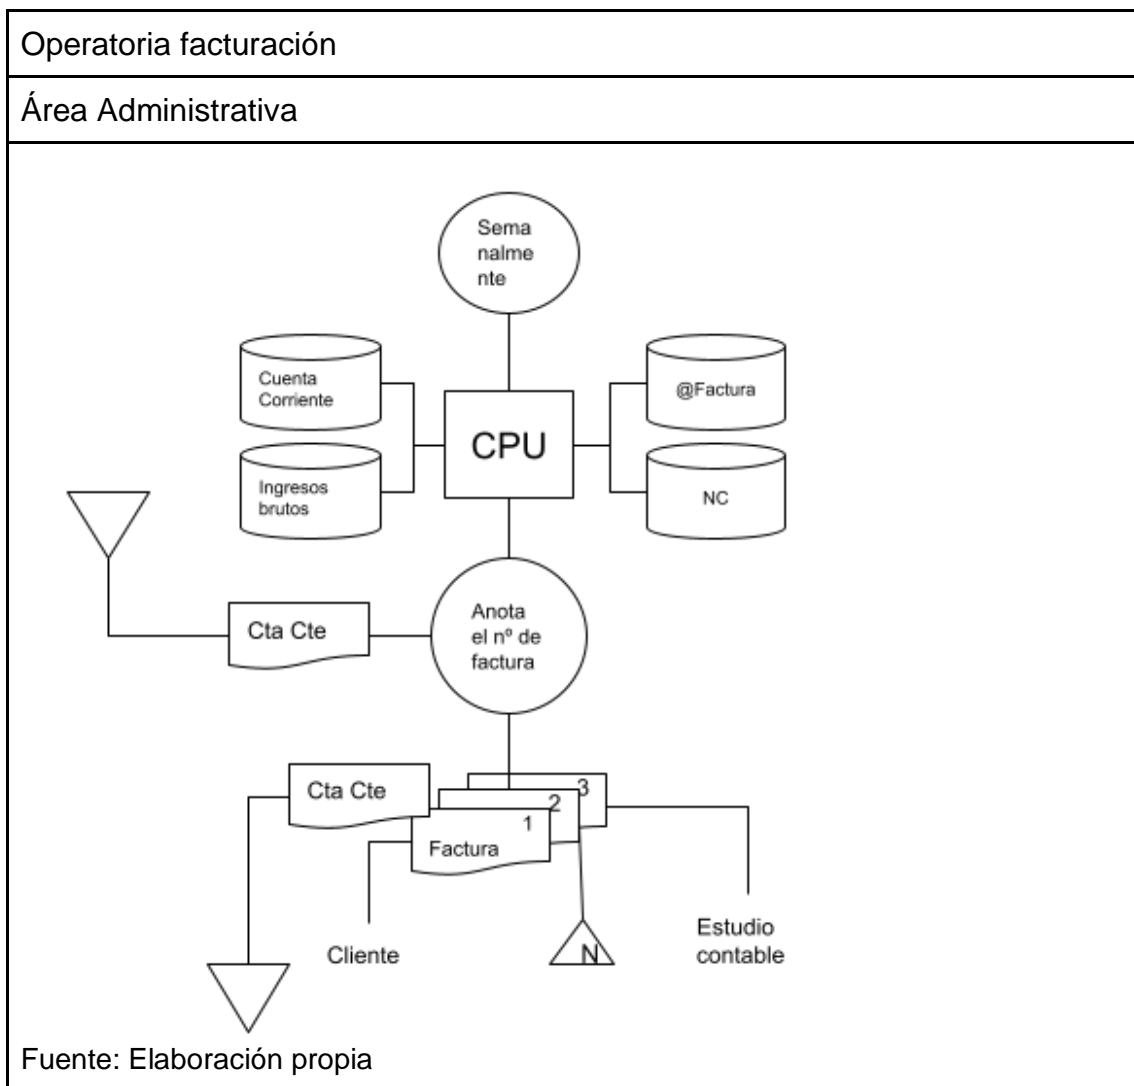 Operatoria facturación
Área Administrativa
Sema
nalme
nte
Cuenta
Corriente
@Factura
CPU
Ingresos
brutos
NC
Anota
el nº de
factura
Cta Cte
Cta Cte
3
2
1
Factura
Cliente
N
Estudio
contable
Fuente: Elaboración propia